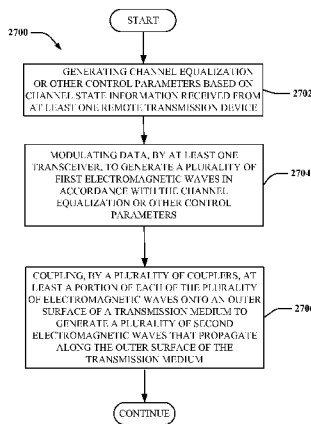 START
2700
GENERATING CHANNEL EQUALIZATION
OR OTHER CONTROL PARAMETERS BASED ON
CHANNEL STATE INFORMATION RECEIVED FROM
AT LEAST ONE REMOTE TRANSMISSION DEVICE
2702
MODULATING DATA, BY AT LEAST ONE
TRANSCEIVER, TO GENERATE A PLURALITY OF
FIRST ELECTROMAGNETIC WAVES IN
ACCORDANCE WITH THE CHANNEL
EQUALIZATION OR OTHER CONTROL
PARAMETERS
2704
COUPLING, BY A PLURALITY OF COUPLERS, AT
LEAST A PORTION OF EACH OF THE PLURALITY
OF ELECTROMAGNETIC WAVES ONTO AN OUTER
SURFACE OF A TRANSMISSION MEDIUM TO
GENERATE A PLURALITY OF SECOND
ELECTROMAGNETIC WAVES THAT PROPAGATE
ALONG THE OUTER SURFACE OF THE
TRANSMISSION MEDIUM
2706
CONTINUE